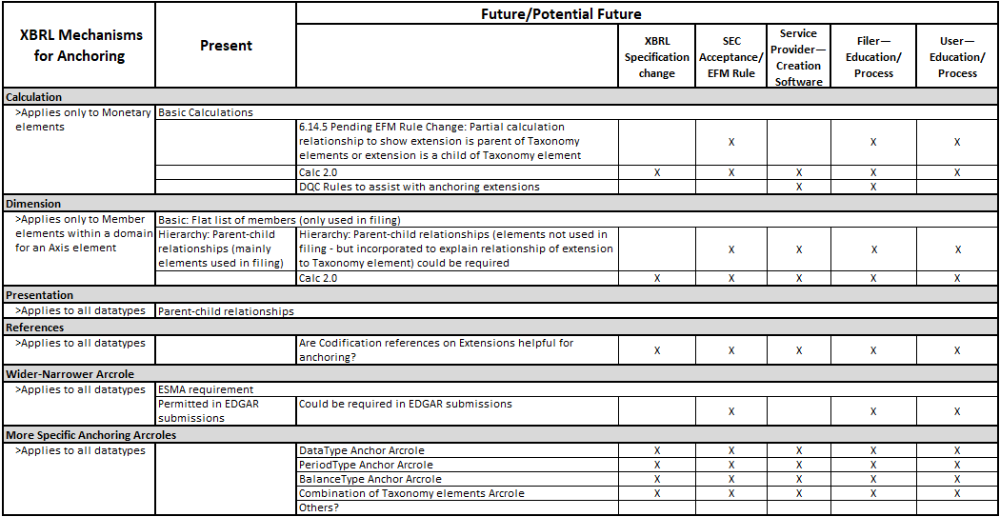 XBRL Mechanisms for Anchoring
Present
Future/Potential Future
XBRL Specification change
SEC Acceptance/ EFM Rule
Service Provider— Creation Software
Filer— Education/ Process
User— Education/ Process
Calculation
>Applies only to Monetary elements
Basic Calculations
6.14.5 Pending EFM Rule Change: Partial calculation
relationship to show extension is parent of Taxonomy
elements or extension is a child of Taxonomy element
X X X
Calc 2.0 X X X X X
DQC Rules to assist with anchoring extensions X X
Dimension
>Applies only to Member
elements within a domain
for an Axis element
Basic: Flat list of members (only used in filing)
Hierarchy: Parent-child
relationships (mainly
elements used in filing)
Hierarchy: Parent-child relationships (elements not used in
filing - but incorporated to explain relationship of extension
to Taxonomy element) could be required
X X X X
Calc 2.0 X X X X X
Presentation
>Applies to all datatypes Parent-child relationships
References
>Applies to all datatypes
Are Codification references on Extensions helpful for
anchoring?
X X X X X
Wider-Narrower Arcrole
>Applies to all datatypes ESMA requirement
Permitted in EDGAR
submissions
Could be required in EDGAR submissions
X X X
More Specific Anchoring Arcroles
>Applies to all datatypes DataType Anchor Arcrole X X X X X
PeriodType Anchor Arcrole X X X X X
BalanceType Anchor Arcrole X X X X X
Combination of Taxonomy elements Arcrole X X X X X
Others?